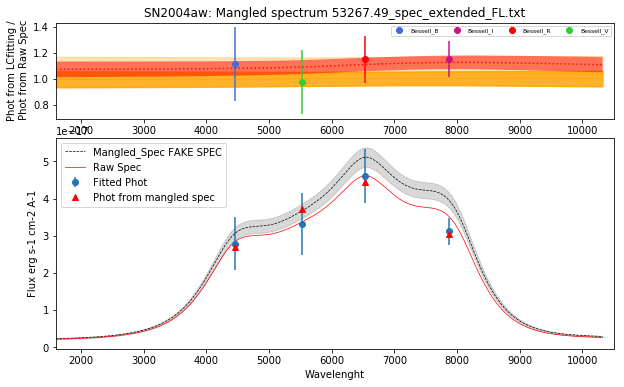 SN2004aw: Mangled spectrum 53267.49_spec_extended_FL.txt
Phot from LCfitting /
Phot from Raw Spec
1.4
1.2
1.0
0.8
Bessell_B
Bessell_I
Bessell_R
Bessell_V
2000 3000 4000 5000 6000 7000 8000 9000 10000
Flux erg s-1 cm-2 A-1
5
4
3
2
1
0
Mangled_Spec FAKE SPEC
Raw Spec
Fitted Phot
Phot from mangled spec
2000 3000 4000 5000 6000 7000 8000 9000 10000
Wavelenght